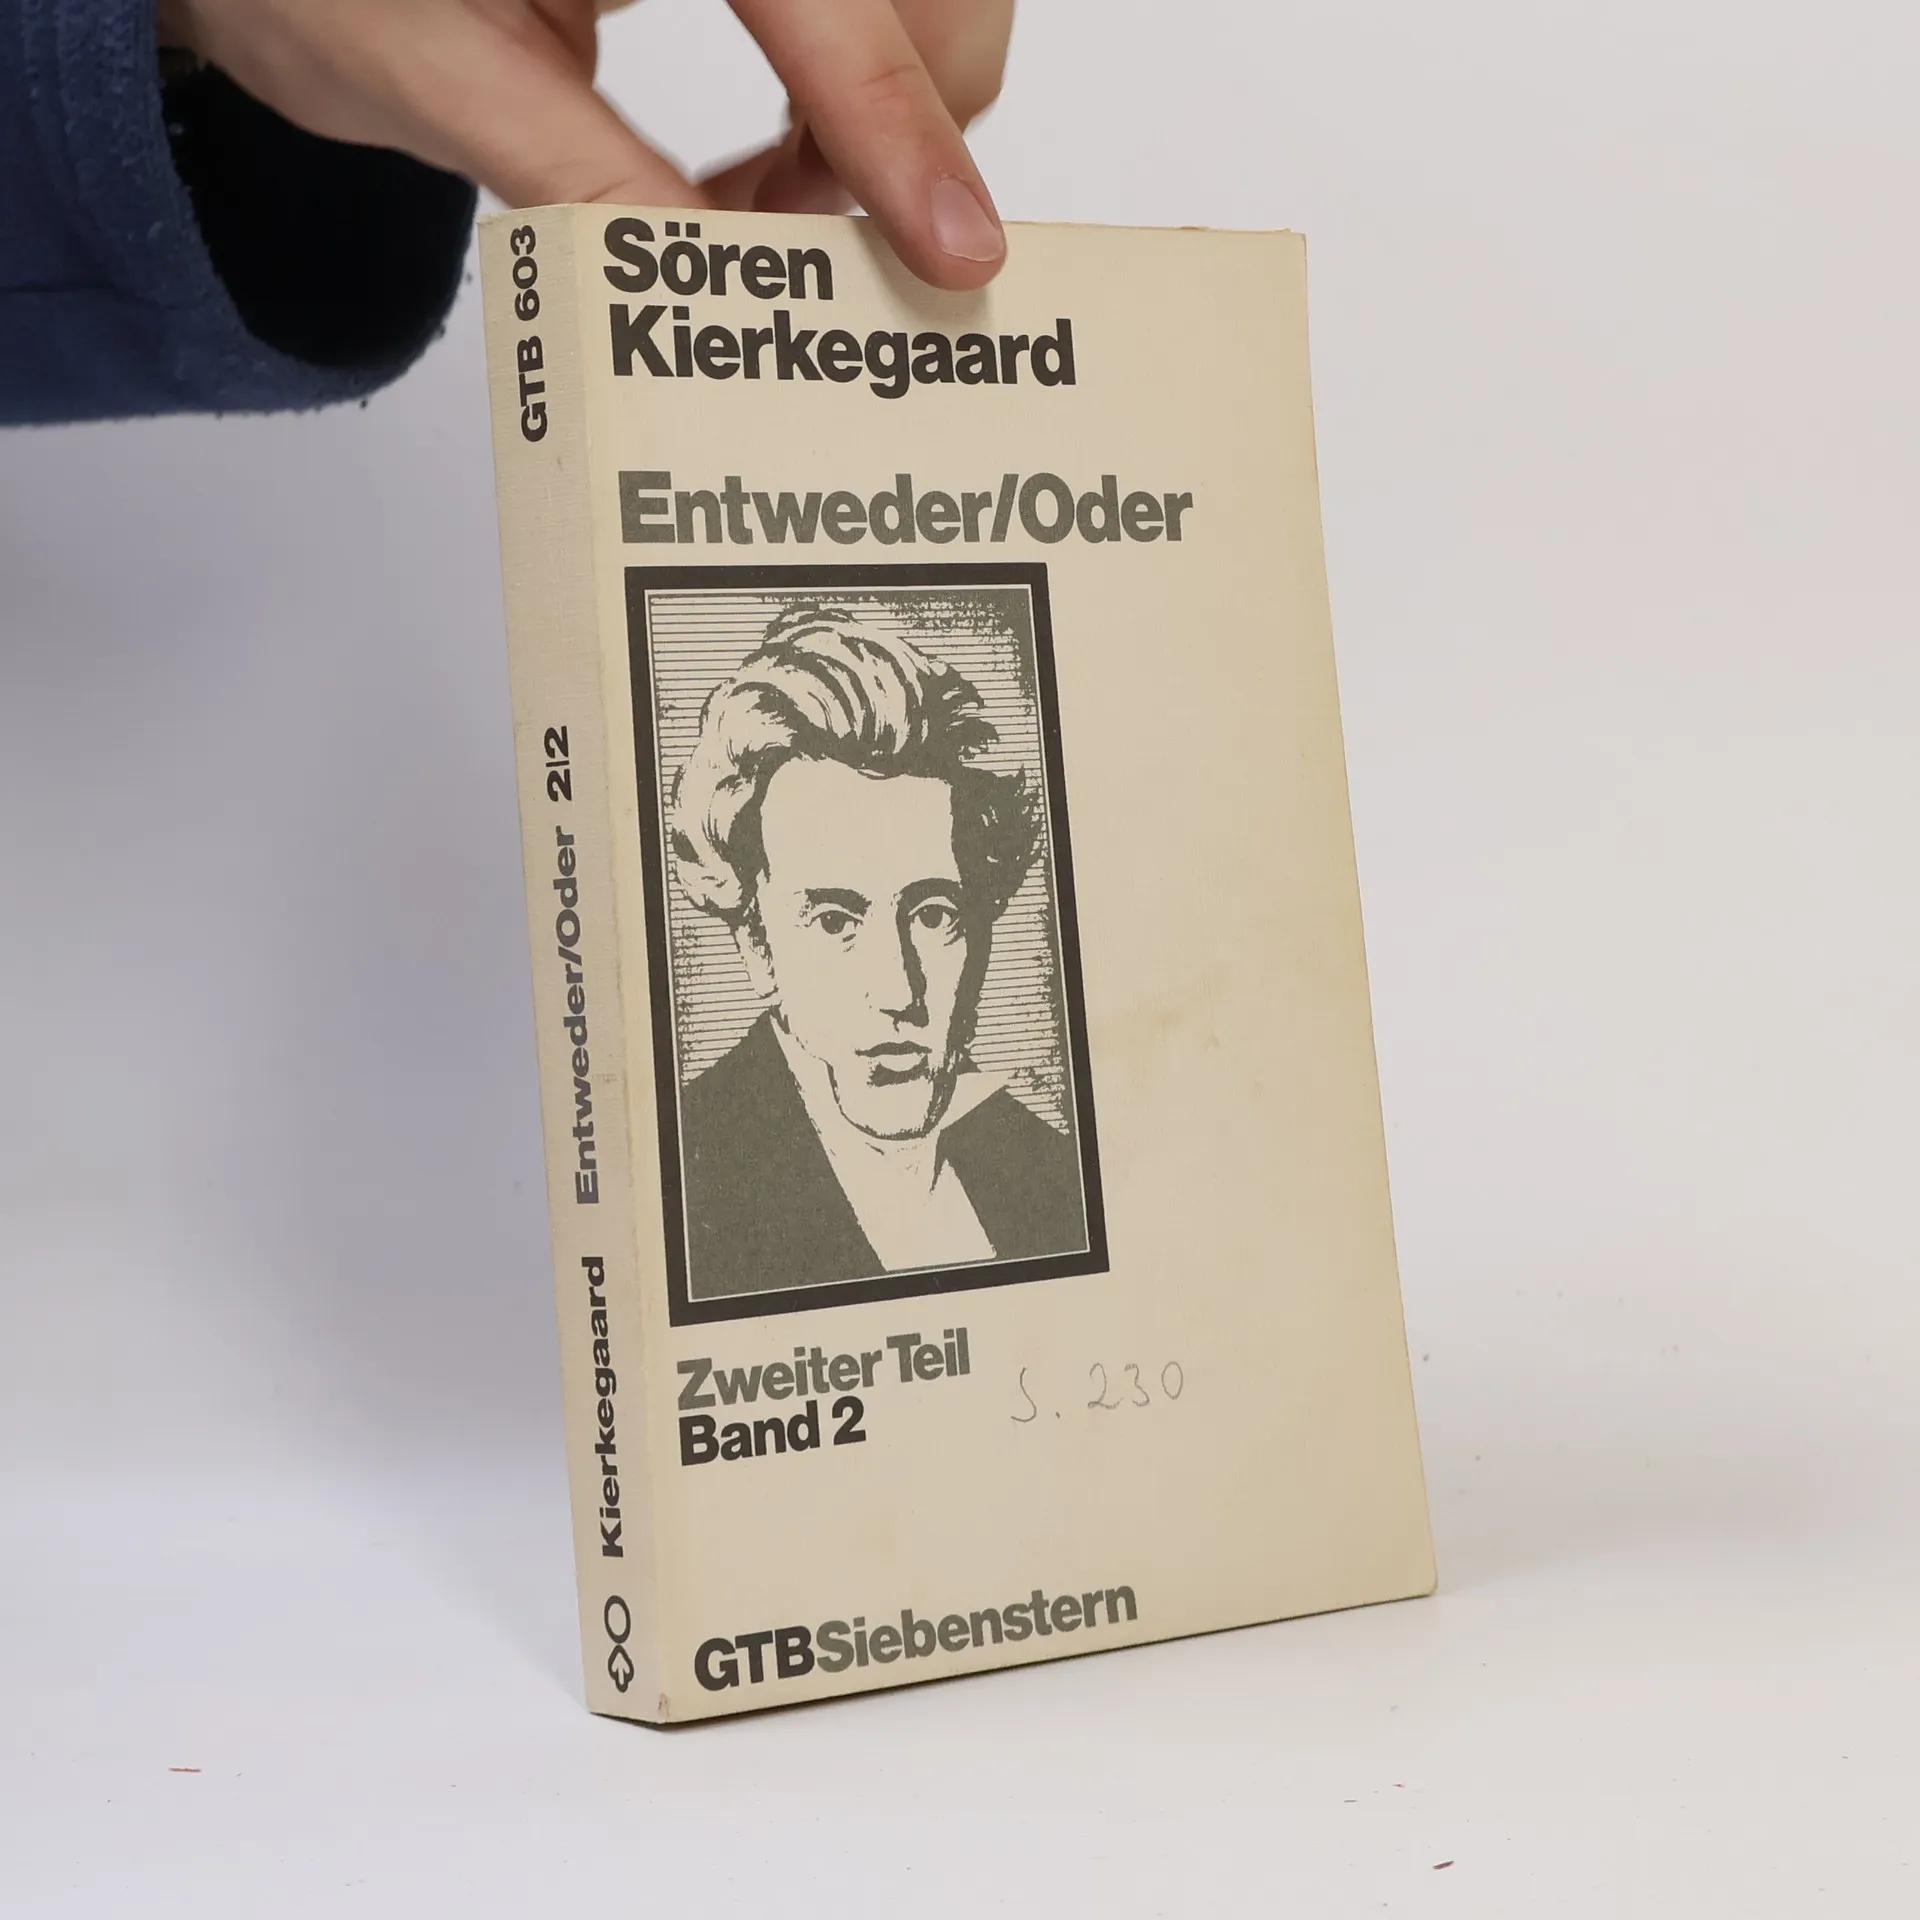 Sören
Kierkegaard
Entweder/Oder
Zweiter Teil
Band 2
S. 230
GTBSiebenstern
Kierkegaard Entweder/Oder 2|2 GTB 603